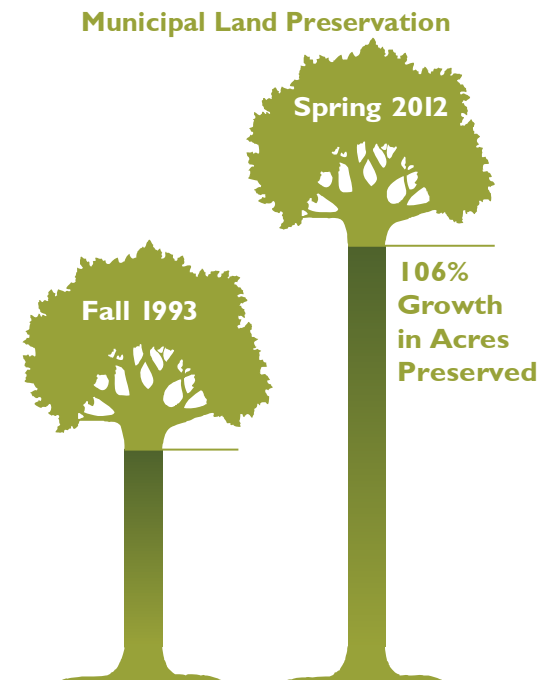 Municipal Land Preservation
Spring 2012
Fall 1993
106%
Growth
in Acres
Preserved